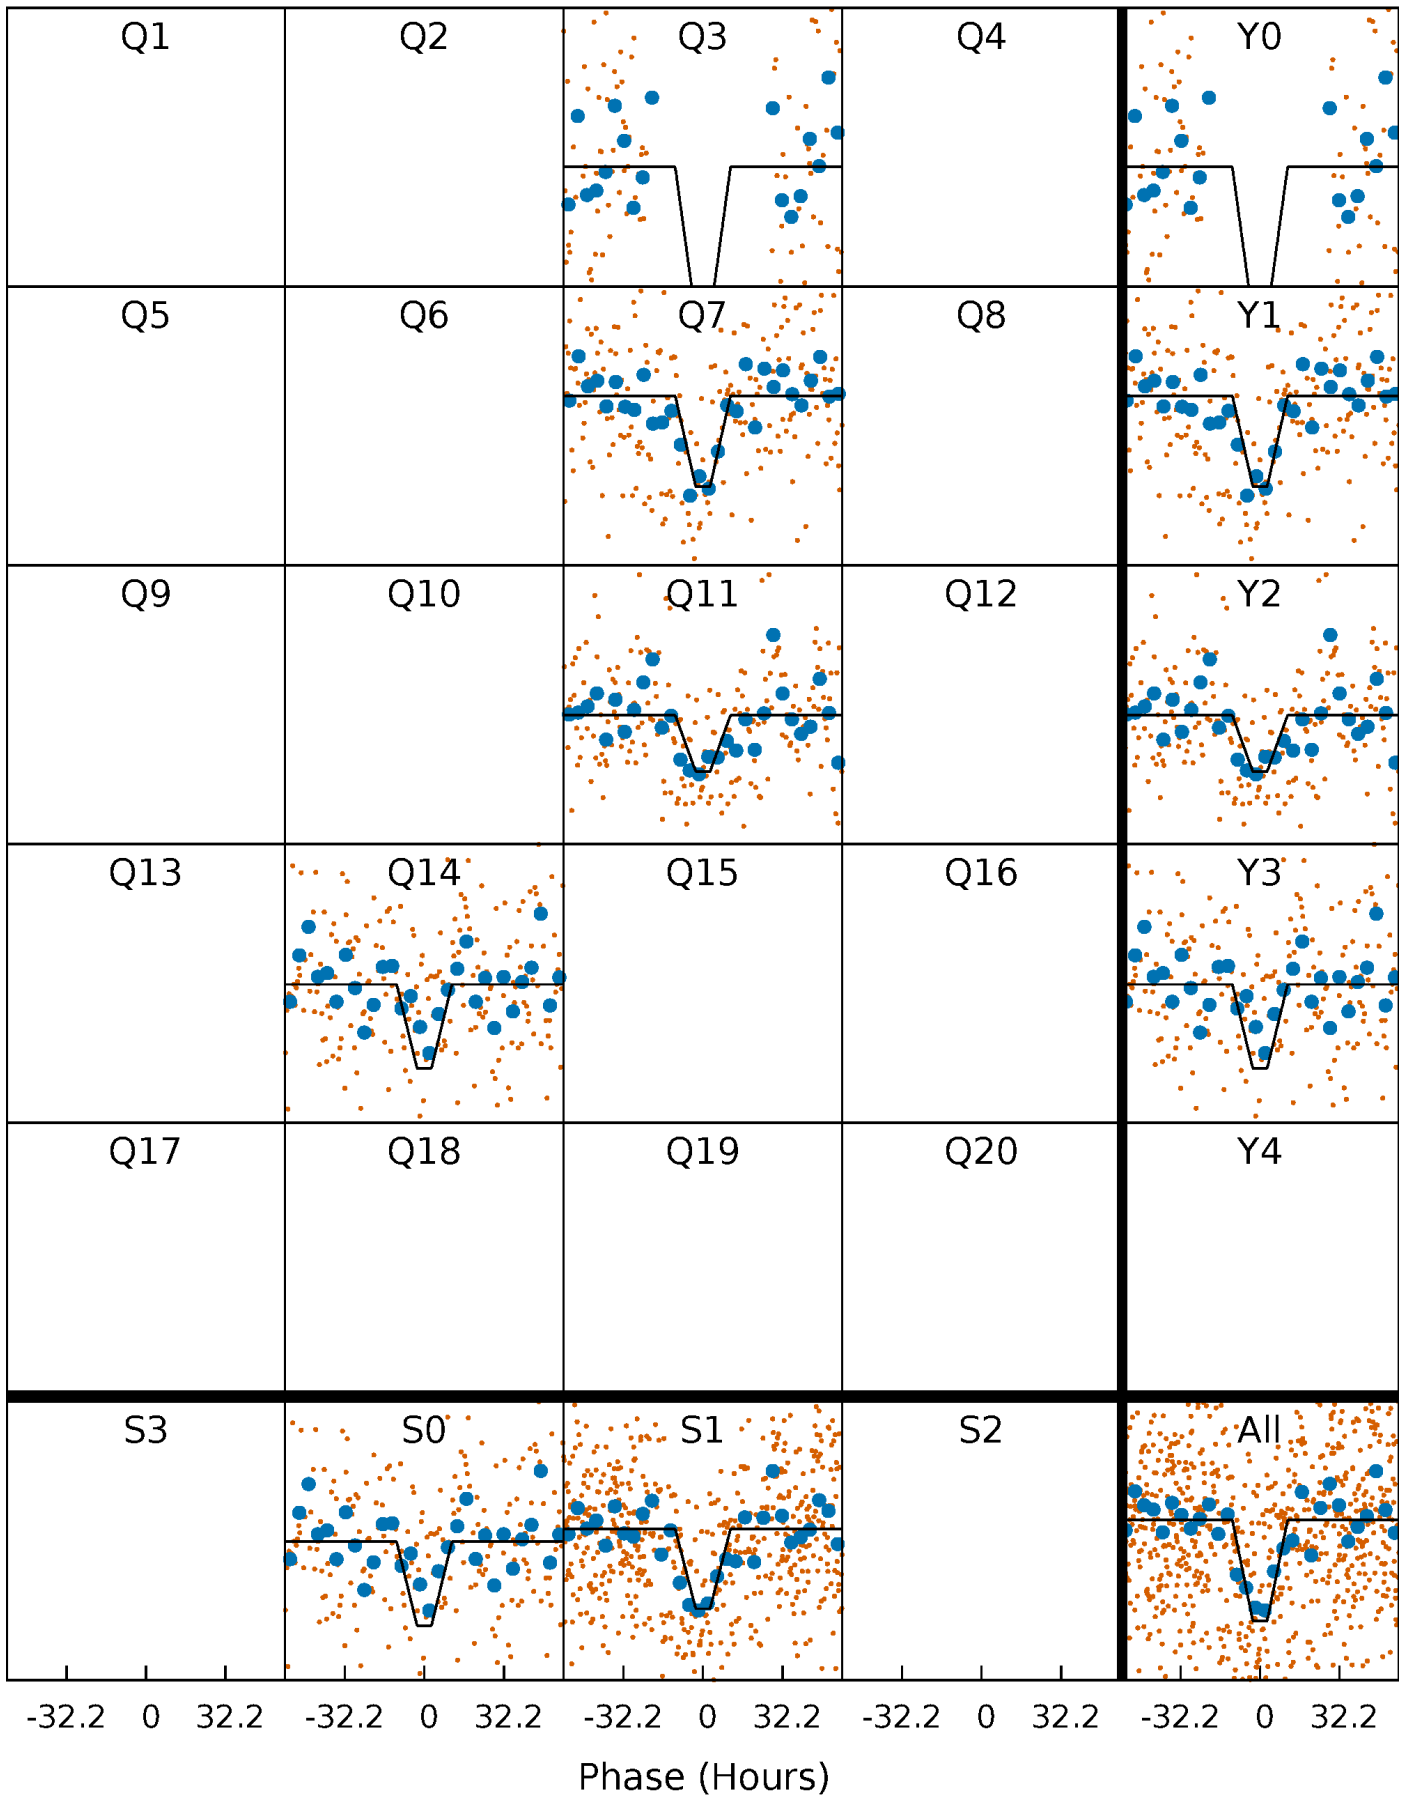 Q1 Q2 Q3 Q4 Y0
Q5 Q6 Q7 Q8 Y1
Q9 Q10 Q11 Q12 Y2
Q13 Q14 Q15 Q16 Y3
Q17 Q18 Q19 Q20 Y4
S3 S0 S1 S2 All
-32.2 0 32.2 -32.2 0 32.2 -32.2 0 32.2 -32.2 0 32.2 -32.2 0 32.2
Phase (Hours)